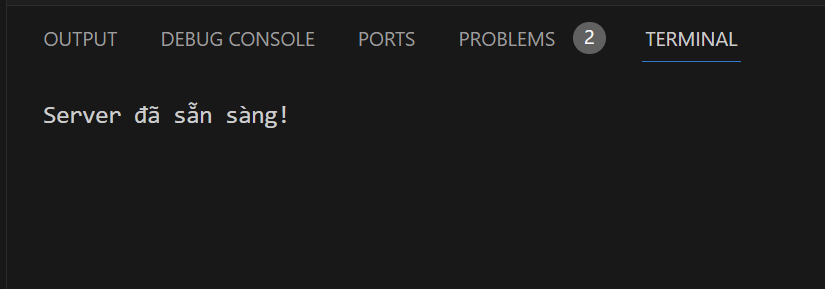 OUTPUT DEBUG CONSOLE PORTS PROBLEMS 2 TERMINAL
Server đã sẵn sàng!